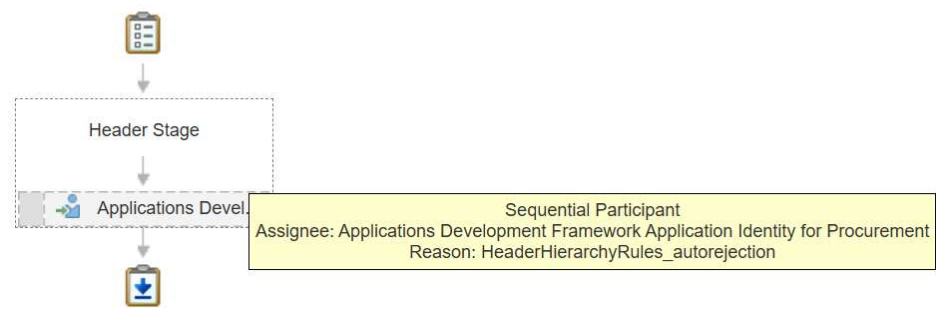 Header Stage
Applications Devel.
Sequential Participant
Assignee: Applications Development Framework Application Identity for Procurement
Reason: HeaderHierarchyRules_autorejection